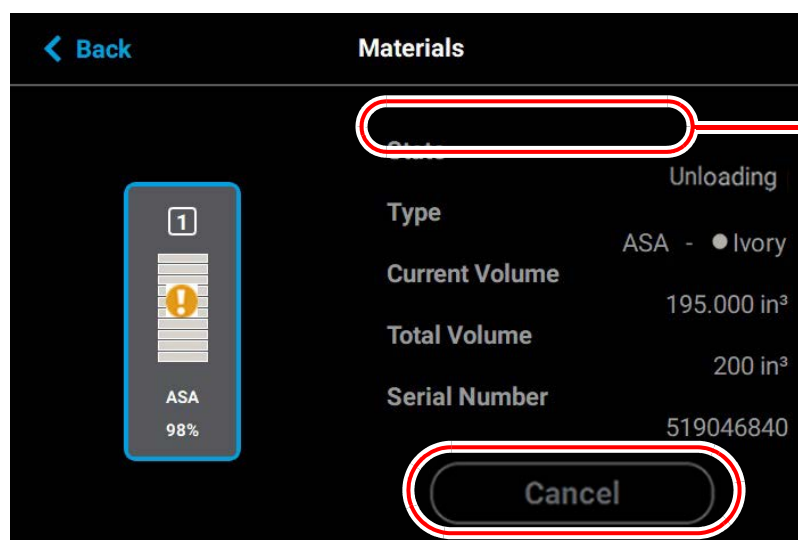 Back
Materials
State
Unloading
1
Type
ASA - Ivory
Current Volume
195.000 in³
Total Volume
200 in³
ASA
Serial Number
98%
519046840
Cancel